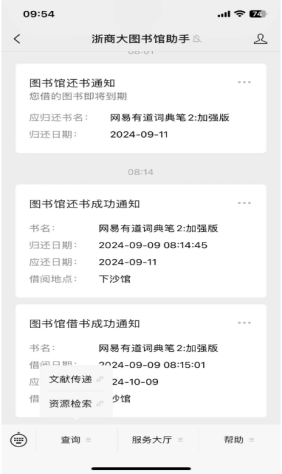 09:54
72
浙商大图书馆助手
08:01
图书馆还书通知
您借的图书即将到期
应归还书名: 网易有道词典笔2:加强版
归还日期: 2024-09-11
08:14
图书馆还书成功通知
书名: 网易有道词典笔2:加强版
归还日期: 2024-09-09 08:14:45
应还日期: 2024-09-11
借阅地点: 下沙馆
图书馆借书成功通知
书名: 网易有道词典笔2:加强版
借阅日期: 2024-09-09 08:15:01
应 24-10-09
借 沙馆
文献传递
资源检索
查询
服务大厅
帮助